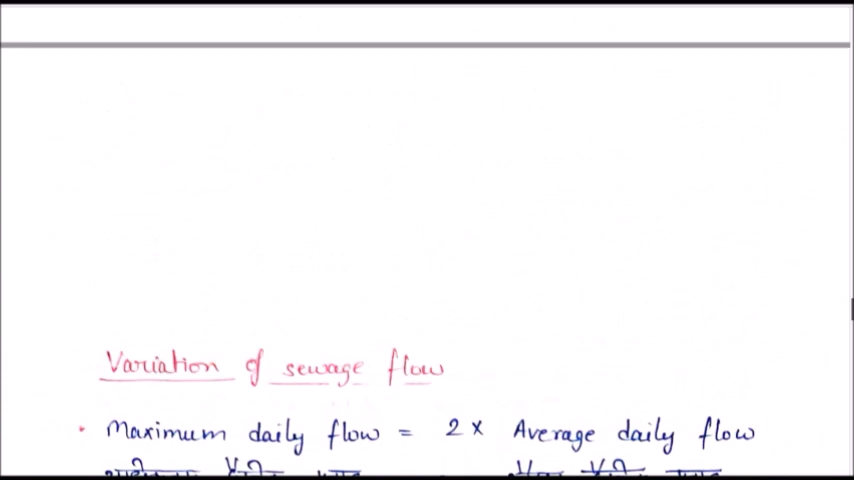 Variation of sewage flow
• Maximum daily flow = 2 × Average daily flow